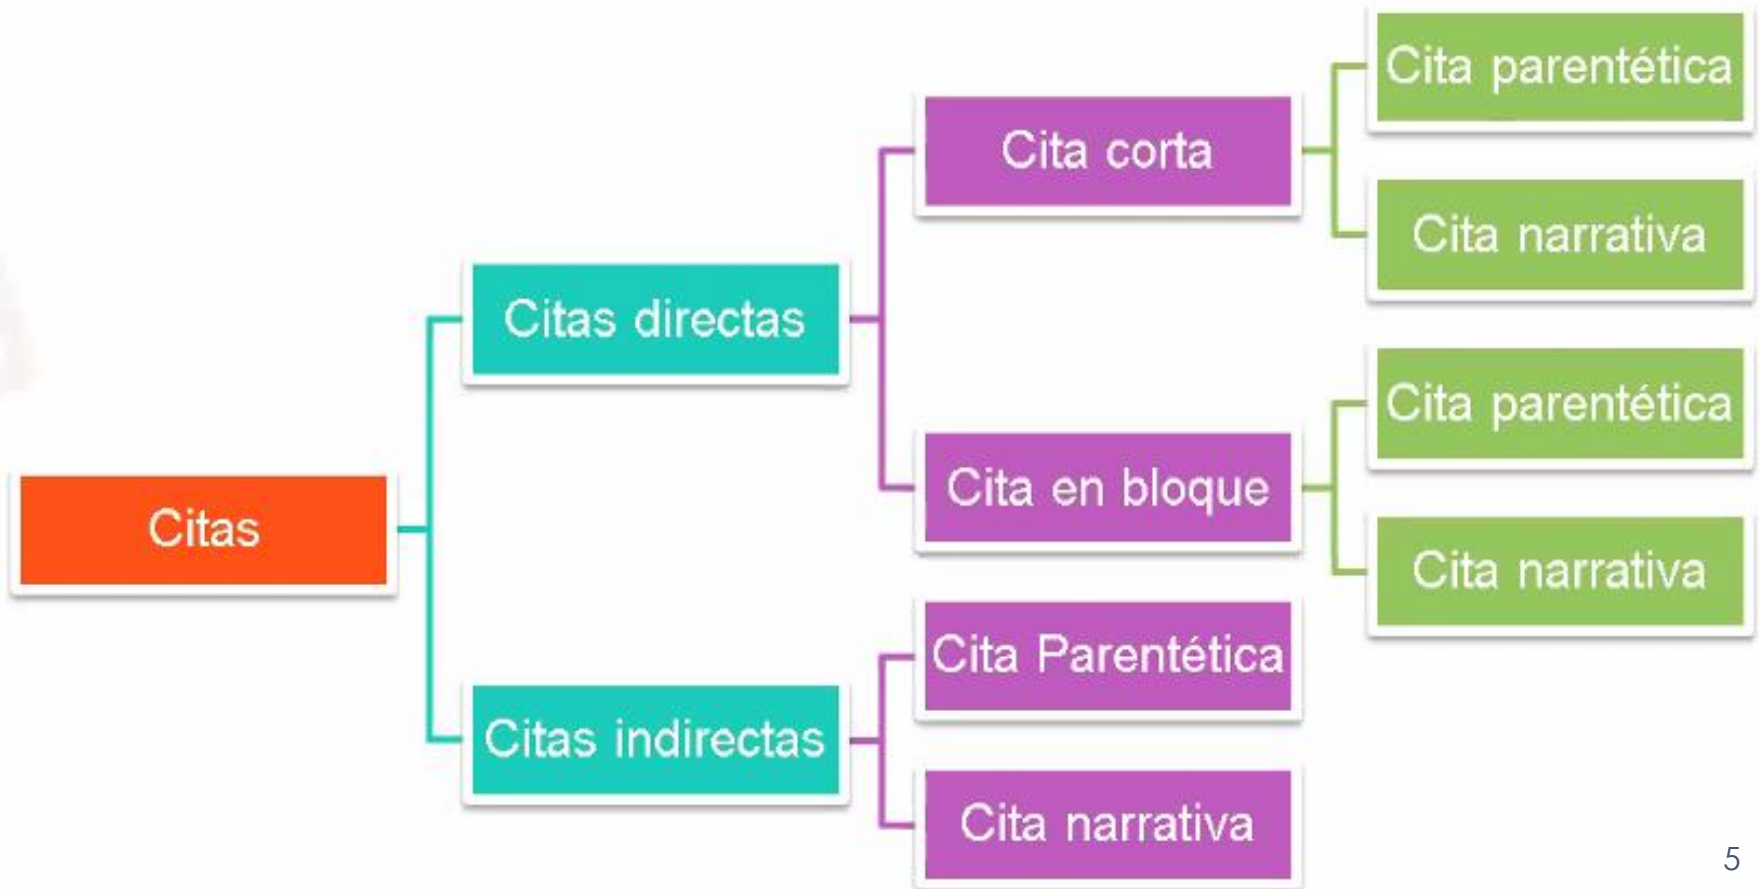 Citas
Citas directas
Cita corta
Cita parentética
Cita narrativa
Cita en bloque
Cita parentética
Cita narrativa
Citas indirectas
Cita Parentética
Cita narrativa
5